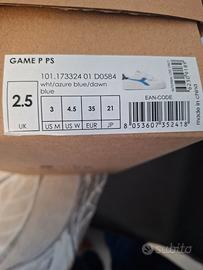 GAME P PS
101.173324 01 D0584
wht/azure blue/dawn
blue
EAN-CODE
2.5
UK
3
US M
4.5
US W
35
EUR
21
JP
8 053607 352418
made in china
subito